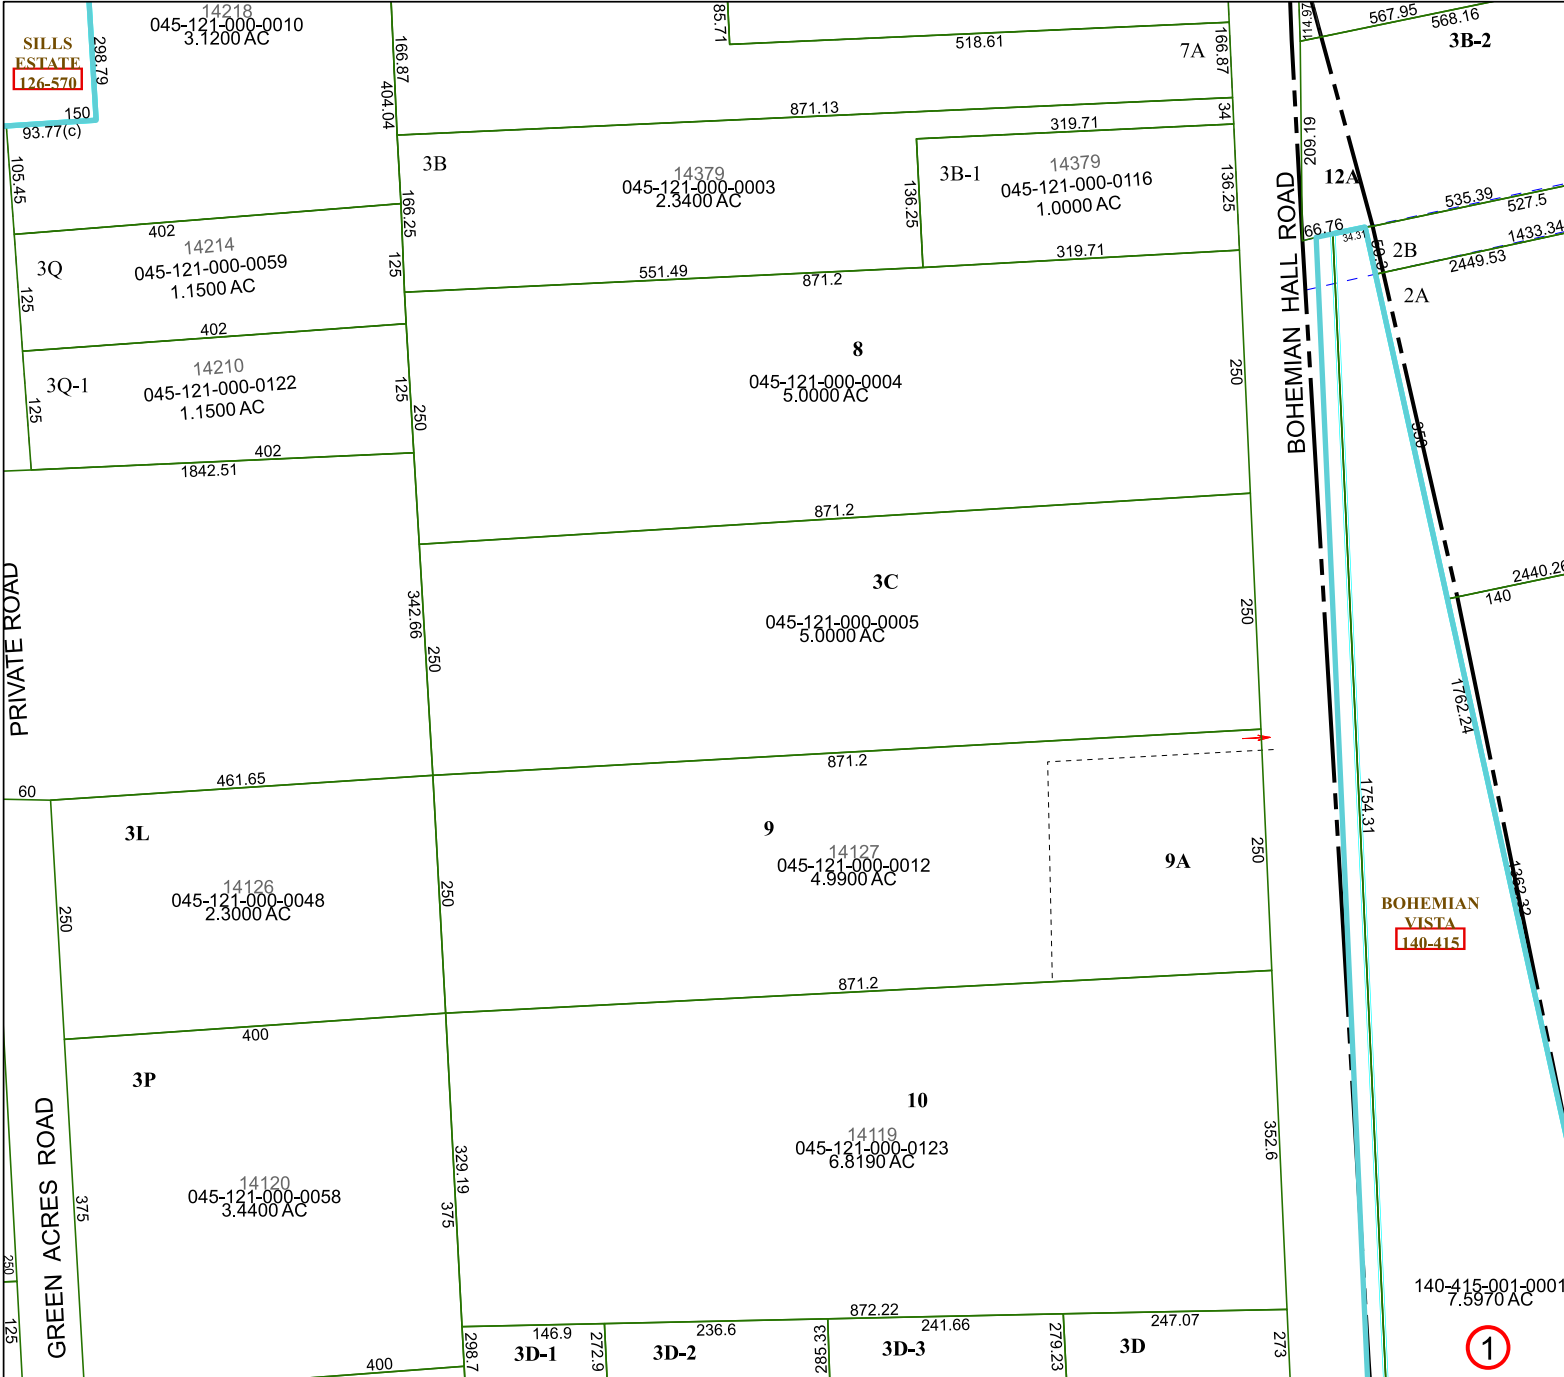 14218
045-121-000-0010
3.1200 AC
SILLS
ESTATE
126-570
298.79
150
93.77(c)
105.45
166.87
404.04
85.71
518.61
7A
166.87
871.13
34
319.71
3B
14379
045-121-000-0003
2.3400 AC
3B-1
14379
045-121-000-0116
1.0000 AC
136.25
136.25
166.25
551.49
871.2
319.71
114.97
567.95
568.16
3B-2
209.19
12A
535.39
527.5
66.76
34.31
2B
1433.34
2449.53
2A
402
3Q
14214
045-121-000-0059
1.1500 AC
125
125
402
3Q-1
14210
045-121-000-0122
1.1500 AC
125
125
402
1842.51
250
8
045-121-000-0004
5.0000 AC
250
BOHEMIAN HALL ROAD
950
871.2
3C
045-121-000-0005
5.0000 AC
342.66
250
250
2440.26
140
1762.24
PRIVATE ROAD
60
461.65
871.2
3L
14126
045-121-000-0048
2.3000 AC
250
250
9
14127
045-121-000-0012
4.9900 AC
9A
250
1754.31
1362.32
BOHEMIAN
VISTA
140-415
400
871.2
3P
14120
045-121-000-0058
3.4400 AC
375
329.19
375
10
14119
045-121-000-0123
6.8190 AC
352.6
GREEN ACRES ROAD
250
125
400
872.22
298.7
146.9
3D-1
272.9
236.6
3D-2
285.33
241.66
3D-3
279.23
247.07
3D
273
140-415-001-0001
7.5970 AC
1